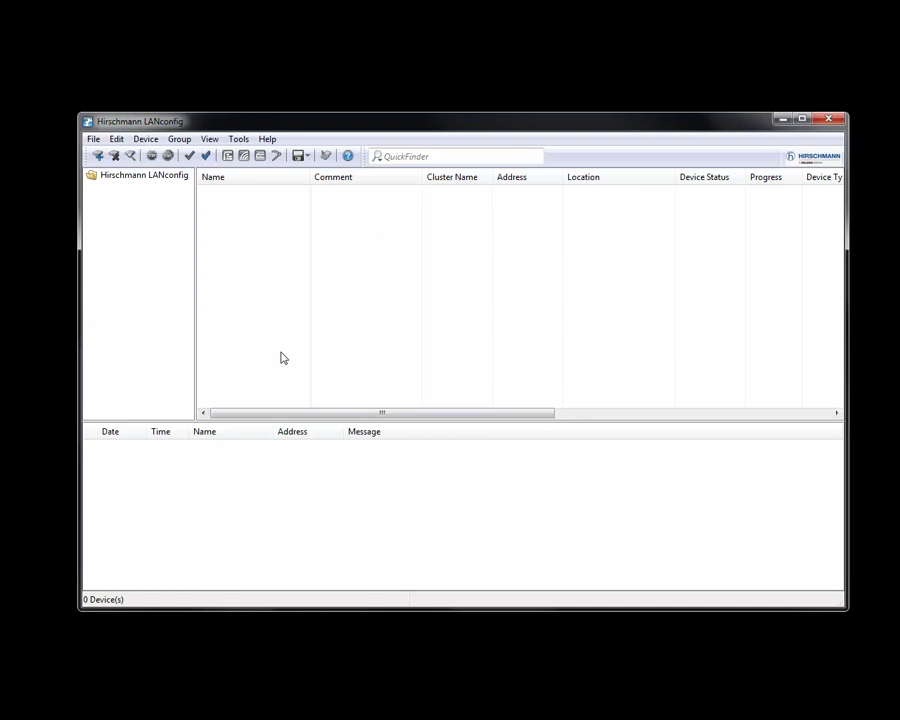 Hirschmann LANconfig
File Edit Device Group View Tools Help
QuickFinder
HIRSCHMANN
Hirschmann LANconfig
Name Comment Cluster Name Address Location Device Status Progress Device Ty
Date Time Name Address Message
0 Device(s)